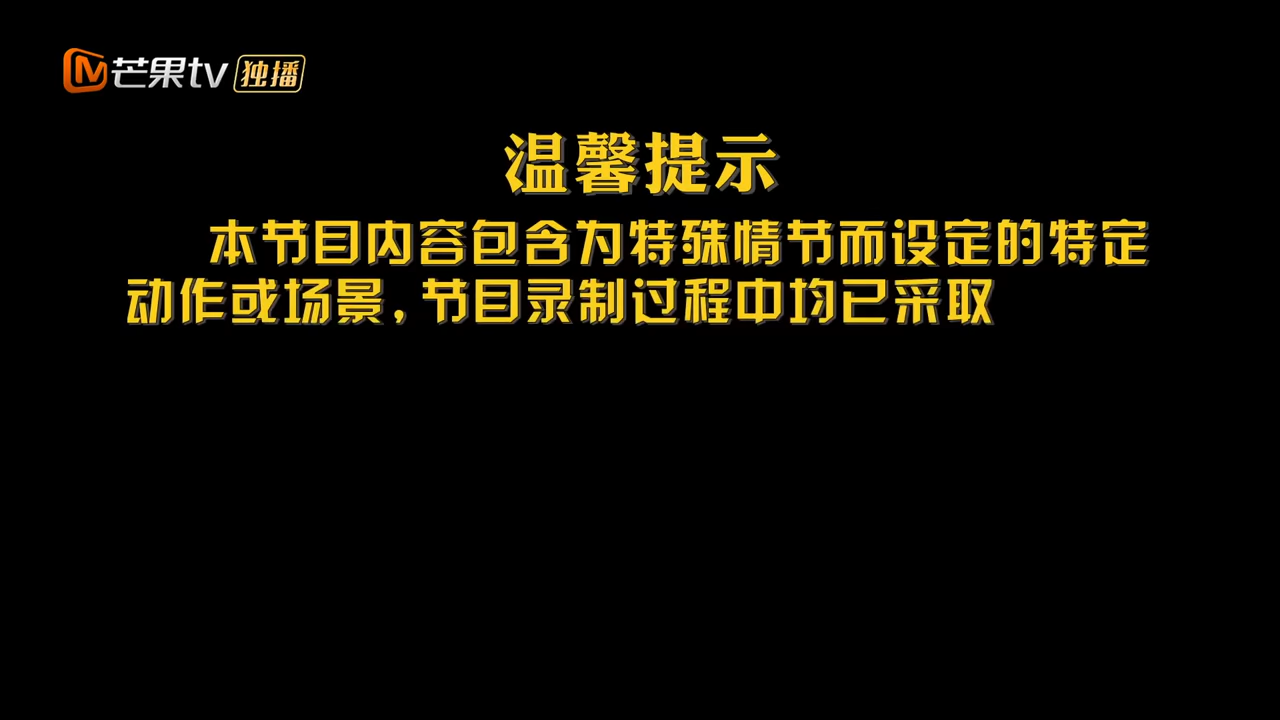 芒果tv 独播
温馨提示
本节目内容包含为特殊情节而设定的特定
动作或场景,节目录制过程中均已采取